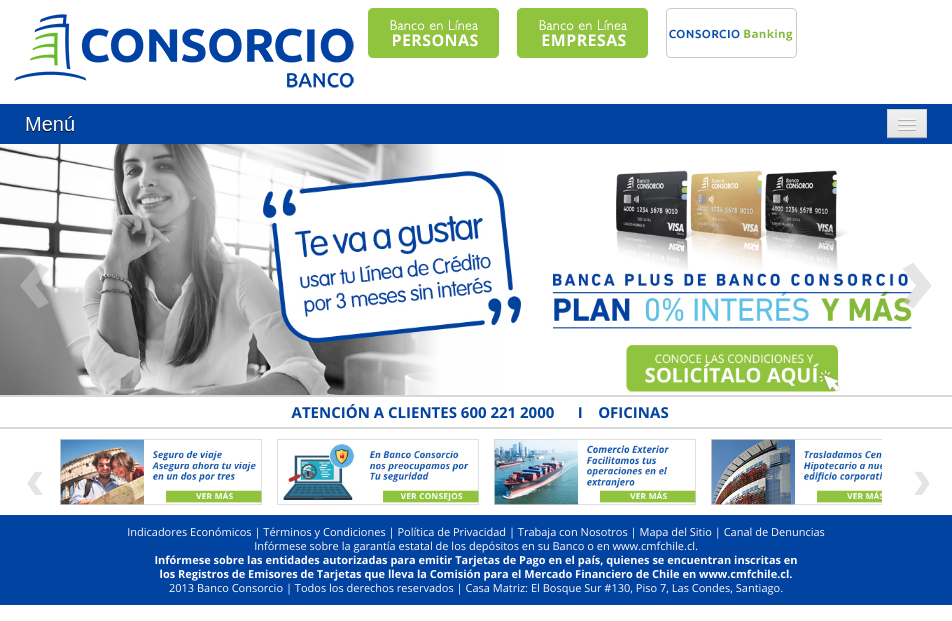 CONSORCIO
BANCO
Banco en Línea
PERSONAS
Banco en Línea
EMPRESAS
CONSORCIO Banking
Menú
Te va a gustar
usar tu Línea de Crédito
por 3 meses sin interés
Banco
CONSORCIO
4000 1234 5678 9010
VISA
Banco
CONSORCIO
4000 1234 5678 9010
VISA
Banco
CONSORCIO
4000 1234 5678 9010
VISA
BANCA PLUS DE BANCO CONSORCIO
PLAN 0% INTERÉS Y MÁS
CONOCE LAS CONDICIONES Y
SOLICÍTALO AQUÍ
ATENCIÓN A CLIENTES 600 221 2000 I OFICINAS
Seguro de viaje
Asegura ahora tu viaje
en un dos por tres
VER MÁS
En Banco Consorcio
nos preocupamos por
Tu seguridad
VER CONSEJOS
Comercio Exterior
Facilitamos tus
operaciones en el
extranjero
VER MÁS
Trasladamos Cen
Hipotecario a nue
edificio corporati
VER MÁS
Indicadores Económicos | Términos y Condiciones | Política de Privacidad | Trabaja con Nosotros | Mapa del Sitio | Canal de Denuncias
Infórmese sobre la garantía estatal de los depósitos en su Banco o en www.cmfchile.cl.
Infórmese sobre las entidades autorizadas para emitir Tarjetas de Pago en el país, quienes se encuentran inscritas en
los Registros de Emisores de Tarjetas que lleva la Comisión para el Mercado Financiero de Chile en www.cmfchile.cl.
2013 Banco Consorcio | Todos los derechos reservados | Casa Matriz: El Bosque Sur #130, Piso 7, Las Condes, Santiago.